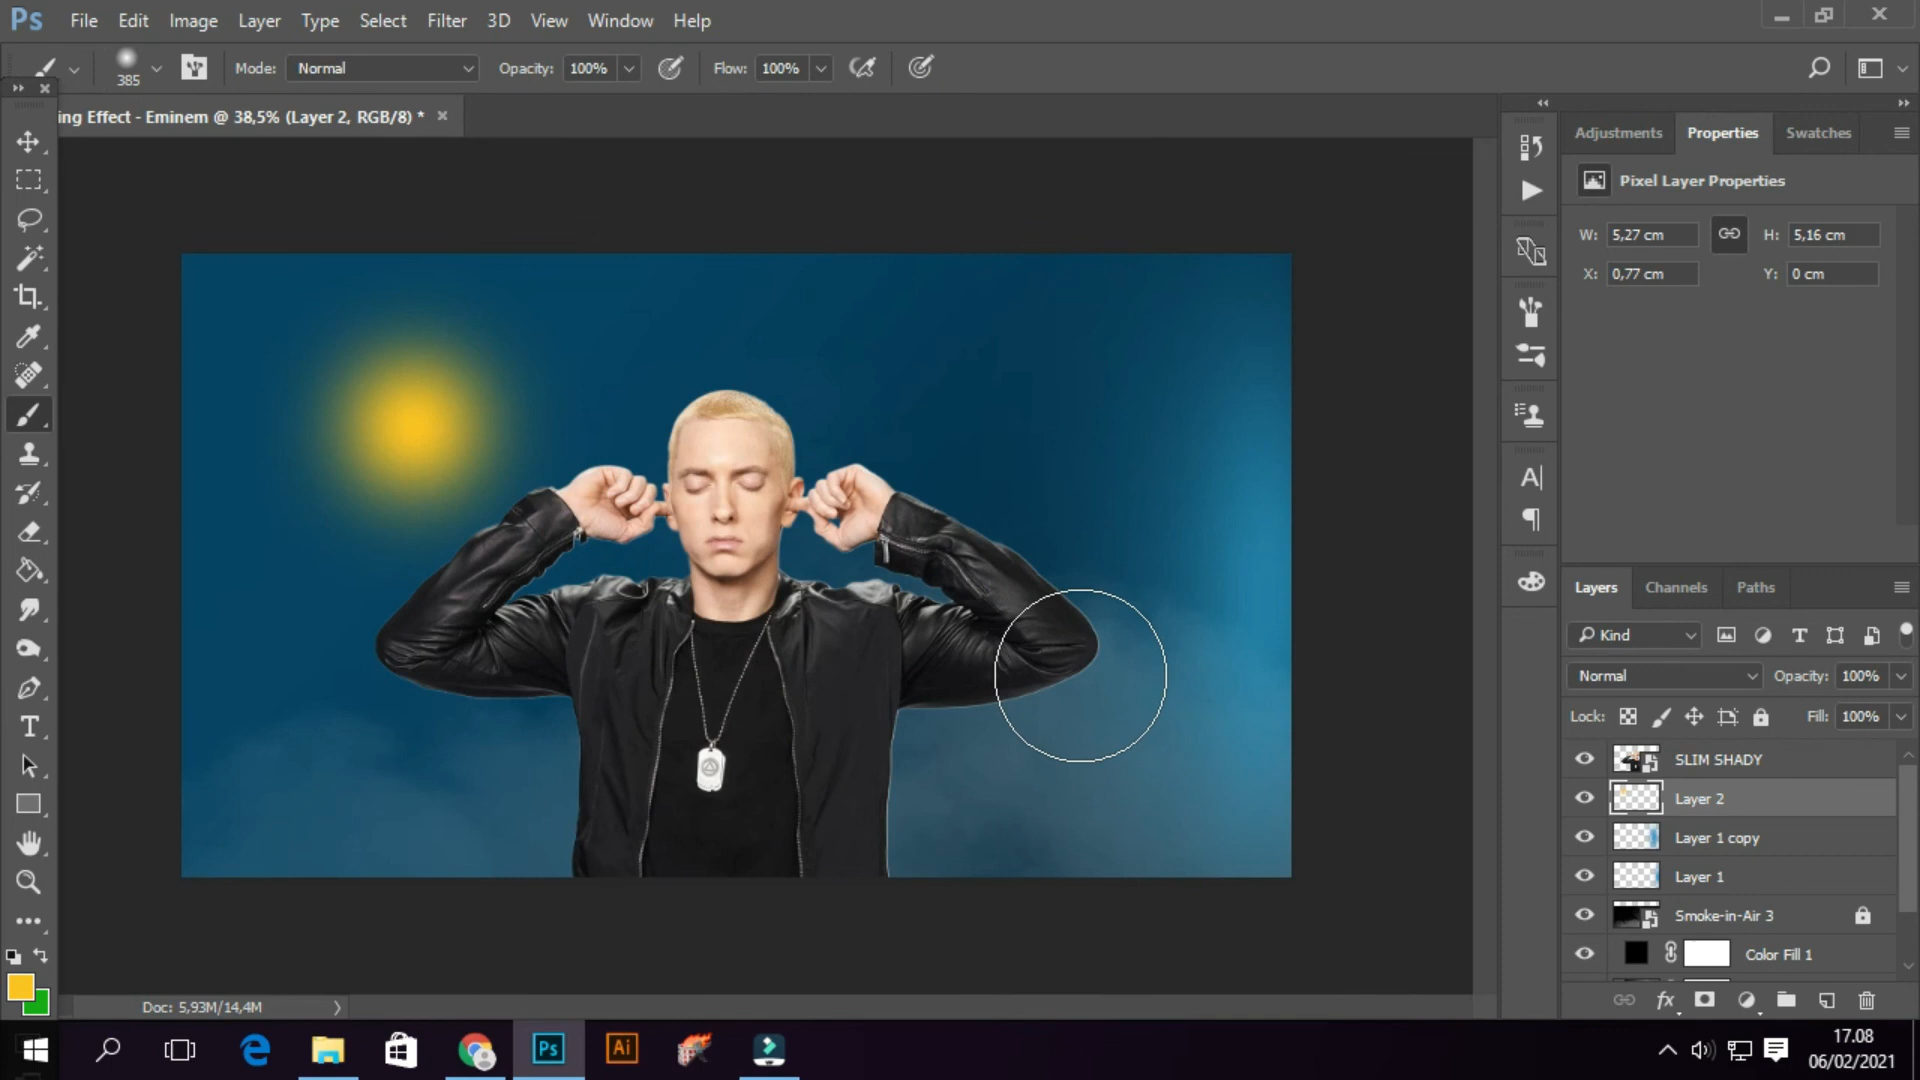 Ps File Edit Image Layer Type Select Filter 3D View Window Help
385 Mode: Normal Opacity: 100% Flow: 100%
ing Effect - Eminem @ 38,5% (Layer 2, RGB/8) *
Adjustments Properties Swatches
Pixel Layer Properties
W: 5,27 cm H: 5,16 cm
X: 0,77 cm Y: 0 cm
Layers Channels Paths
Kind
Normal Opacity: 100%
Lock: Fill: 100%
SLIM SHADY
Layer 2
Layer 1 copy
Layer 1
Smoke-in-Air 3
Color Fill 1
fx
Doc: 5,93M/14,4M
Ps Ai
17.08
06/02/2021